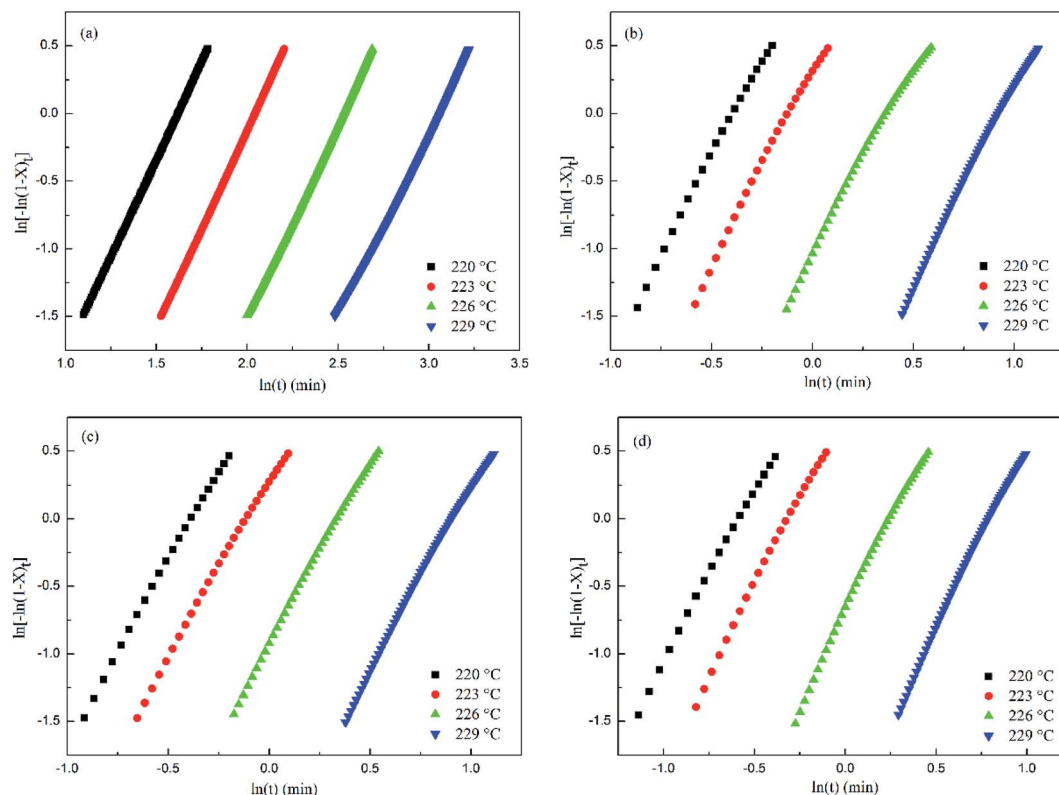 (a)
0.5
0.0
-0.5
-1.0
-1.5
ln[-ln(1-X)t]
220 °C
223 °C
226 °C
229 °C
1.0 1.5 2.0 2.5 3.0 3.5
ln(t) (min)
(b)
0.5
0.0
-0.5
-1.0
-1.5
ln[-ln(1-X)t]
220 °C
223 °C
226 °C
229 °C
-1.0 -0.5 0.0 0.5 1.0
ln(t) (min)
(c)
0.5
0.0
-0.5
-1.0
-1.5
ln[-ln(1-X)t]
220 °C
223 °C
226 °C
229 °C
-1.0 -0.5 0.0 0.5 1.0
ln(t) (min)
(d)
0.5
0.0
-0.5
-1.0
-1.5
ln[-ln(1-X)t]
220 °C
223 °C
226 °C
229 °C
-1.0 -0.5 0.0 0.5 1.0
ln(t) (min)